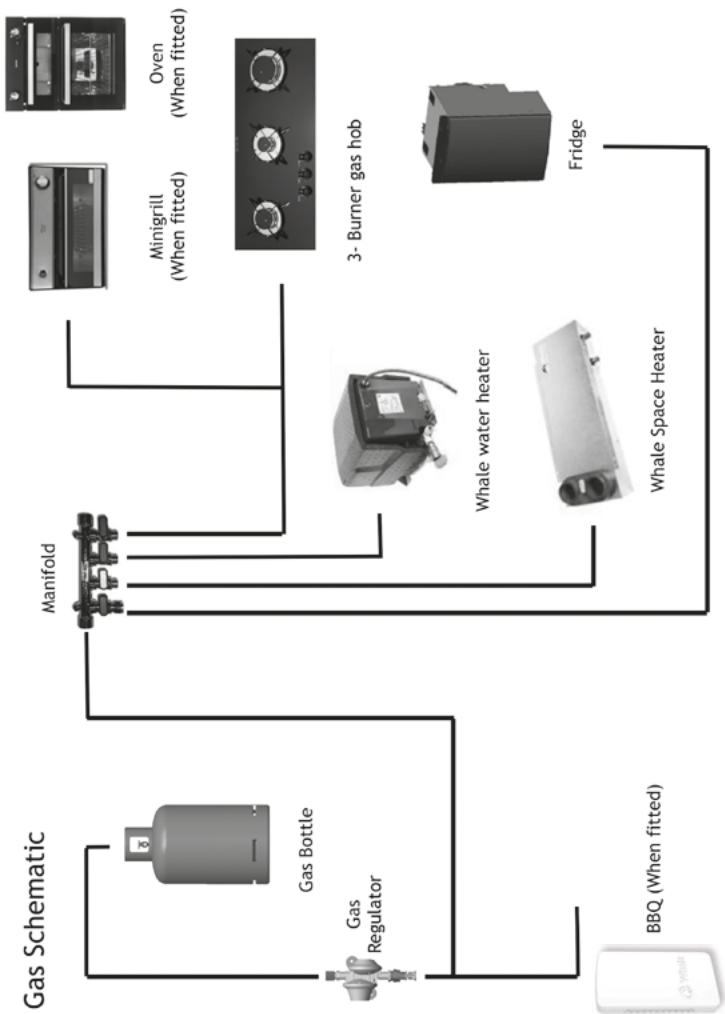 Gas Schematic
Gas Bottle
Gas
Regulator
BBQ (When fitted)
Manifold
Minigrill
(When fitted)
Oven
(When fitted)
3- Burner gas hob
Whale water heater
Whale Space Heater
Fridge